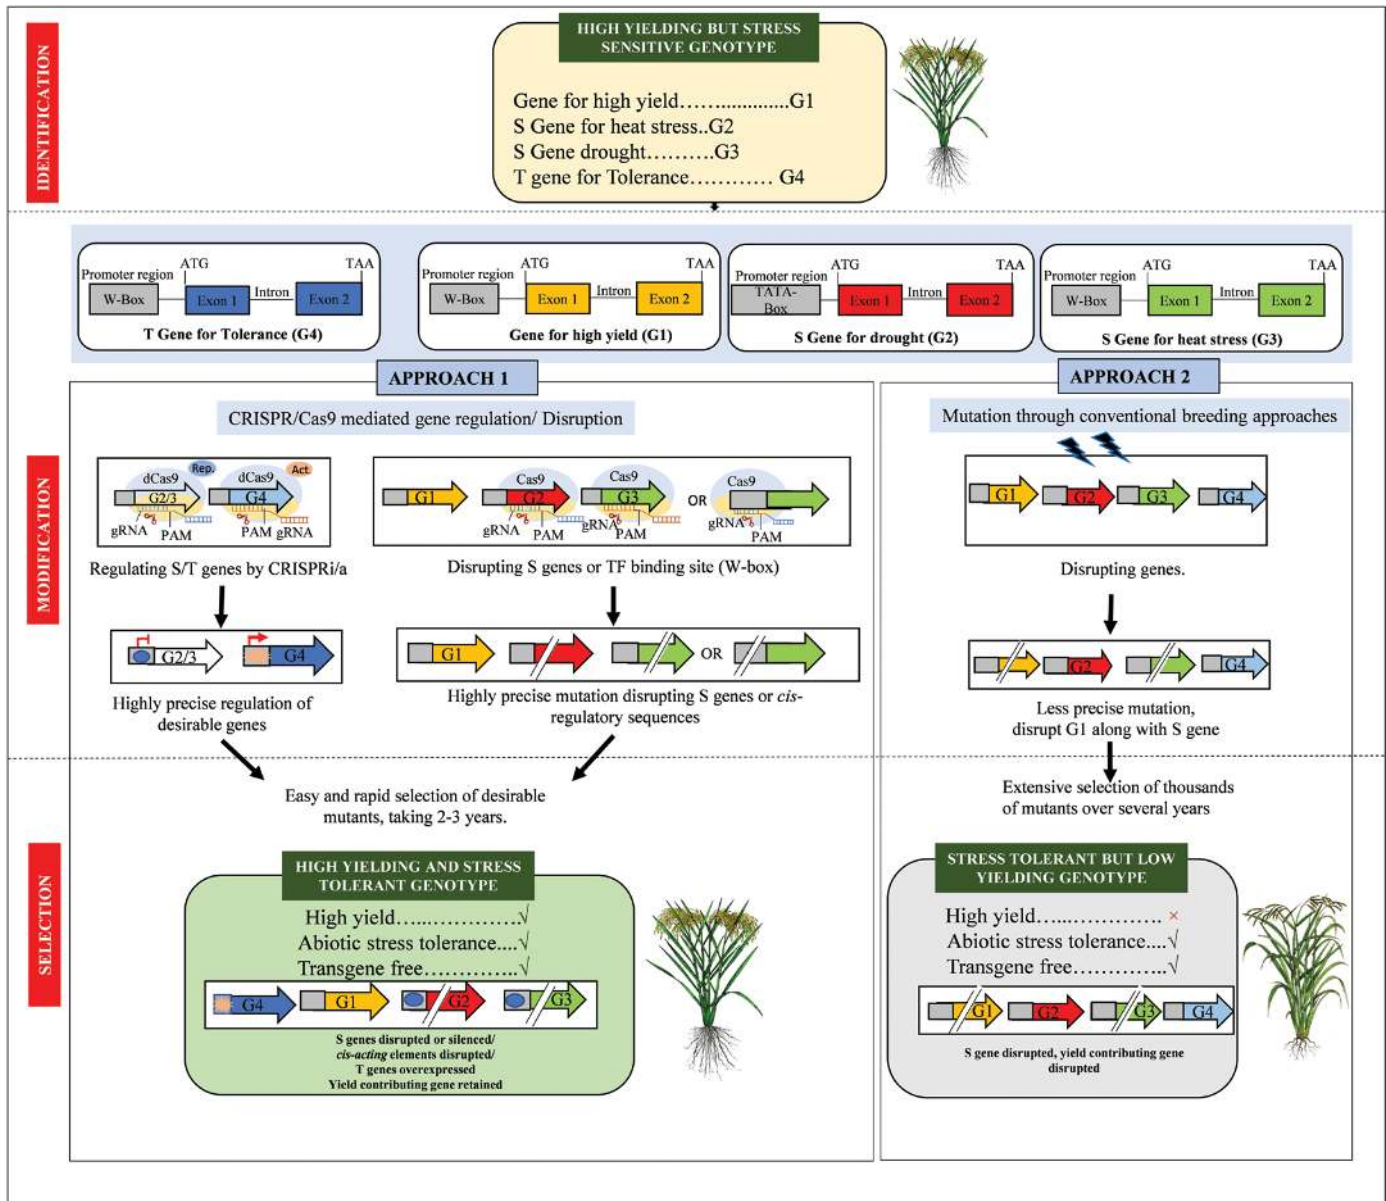 IDENTIFICATION
HIGH YIELDING BUT STRESS
SENSITIVE GENOTYPE
Gene for high yield……..............G1
S Gene for heat stress..G2
S Gene drought……….G3
T gene for Tolerance………… G4
MODIFICATION
Promoter region
ATG
TAA
W-Box
Exon 1
Intron
Exon 2
T Gene for Tolerance (G4)
Promoter region
ATG
TAA
W-Box
Exon 1
Intron
Exon 2
Gene for high yield (G1)
Promoter region
ATG
TAA
TATA-
Box
Exon 1
Intron
Exon 2
S Gene for drought (G2)
Promoter region
ATG
TAA
W-Box
Exon 1
Intron
Exon 2
S Gene for heat stress (G3)
APPROACH 1
CRISPR/Cas9 mediated gene regulation/ Disruption
dCas9
Rep.
G2/3
gRNA
PAM
dCas9
Act
G4
PAM
gRNA
Regulating S/T genes by CRISPRi/a
G2/3
G4
Highly precise regulation of
desirable genes
G1
Cas9
G2
gRNA
PAM
Cas9
G3
gRNA
PAM
OR
Cas9
gRNA
PAM
Disrupting S genes or TF binding site (W-box)
G1
OR
Highly precise mutation disrupting S genes or cis-
regulatory sequences
APPROACH 2
Mutation through conventional breeding approaches
G1
G2
G3
G4
Disrupting genes.
G2
G4
Less precise mutation,
disrupt G1 along with S gene
SELECTION
Easy and rapid selection of desirable
mutants, taking 2-3 years.
HIGH YIELDING AND STRESS
TOLERANT GENOTYPE
High yield…...………….√
Abiotic stress tolerance....√
Transgene free…………..√
G4
G1
G2
G3
S genes disrupted or silenced/
cis-acting elements disrupted/
T genes overexpressed
Yield contributing gene retained
Extensive selection of thousands
of mutants over several years
STRESS TOLERANT BUT LOW
YIELDING GENOTYPE
High yield…...…………. ×
Abiotic stress tolerance....√
Transgene free…………..√
G1
G2
G3
G4
S gene disrupted, yield contributing gene
disrupted